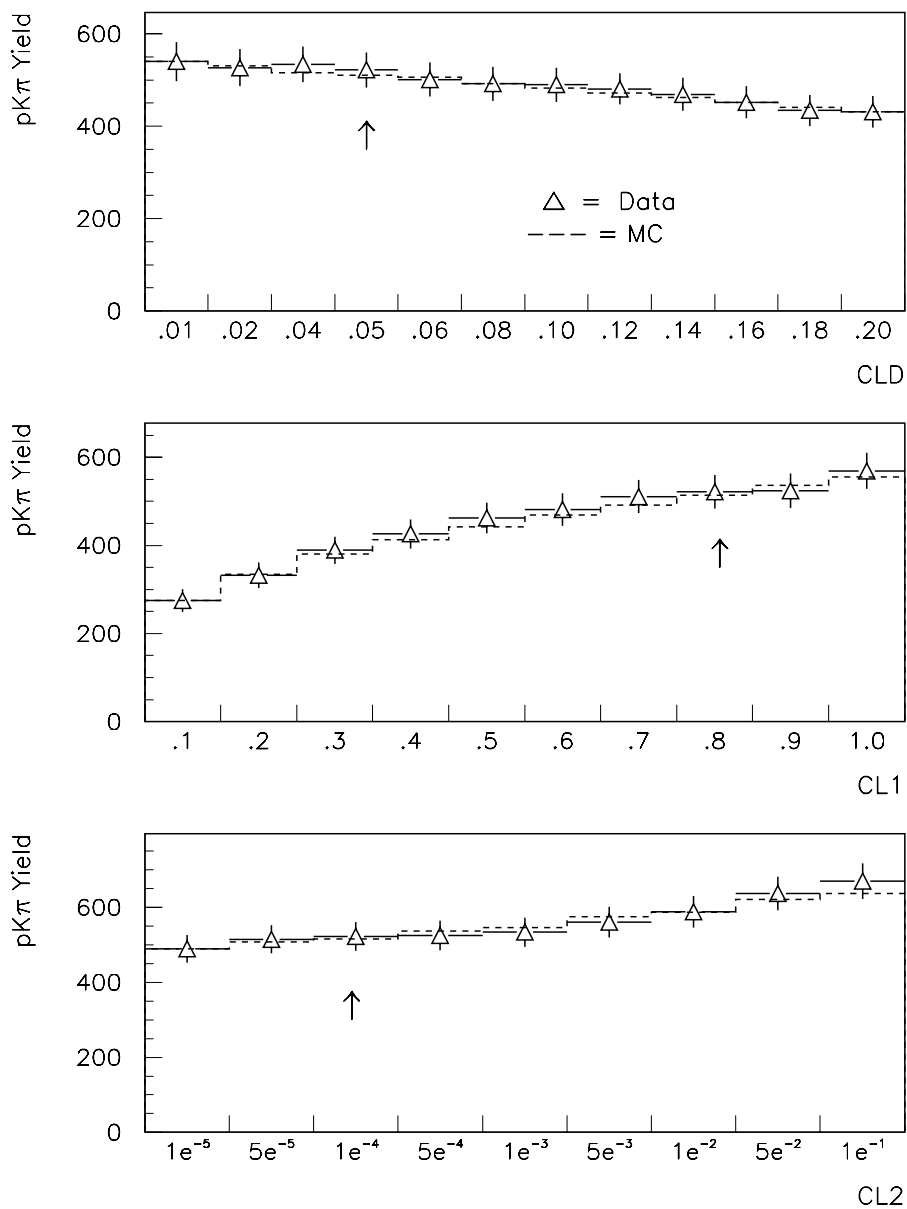 pKπ Yield
600
400
200
0
△ = Data
---- = MC
.01 .02 .04 .05 .06 .08 .10 .12 .14 .16 .18 .20
CLD
pKπ Yield
600
400
200
0
.1 .2 .3 .4 .5 .6 .7 .8 .9 1.0
CL1
pKπ Yield
600
400
200
0
1e⁻⁵ 5e⁻⁵ 1e⁻⁴ 5e⁻⁴ 1e⁻³ 5e⁻³ 1e⁻² 5e⁻² 1e⁻¹
CL2